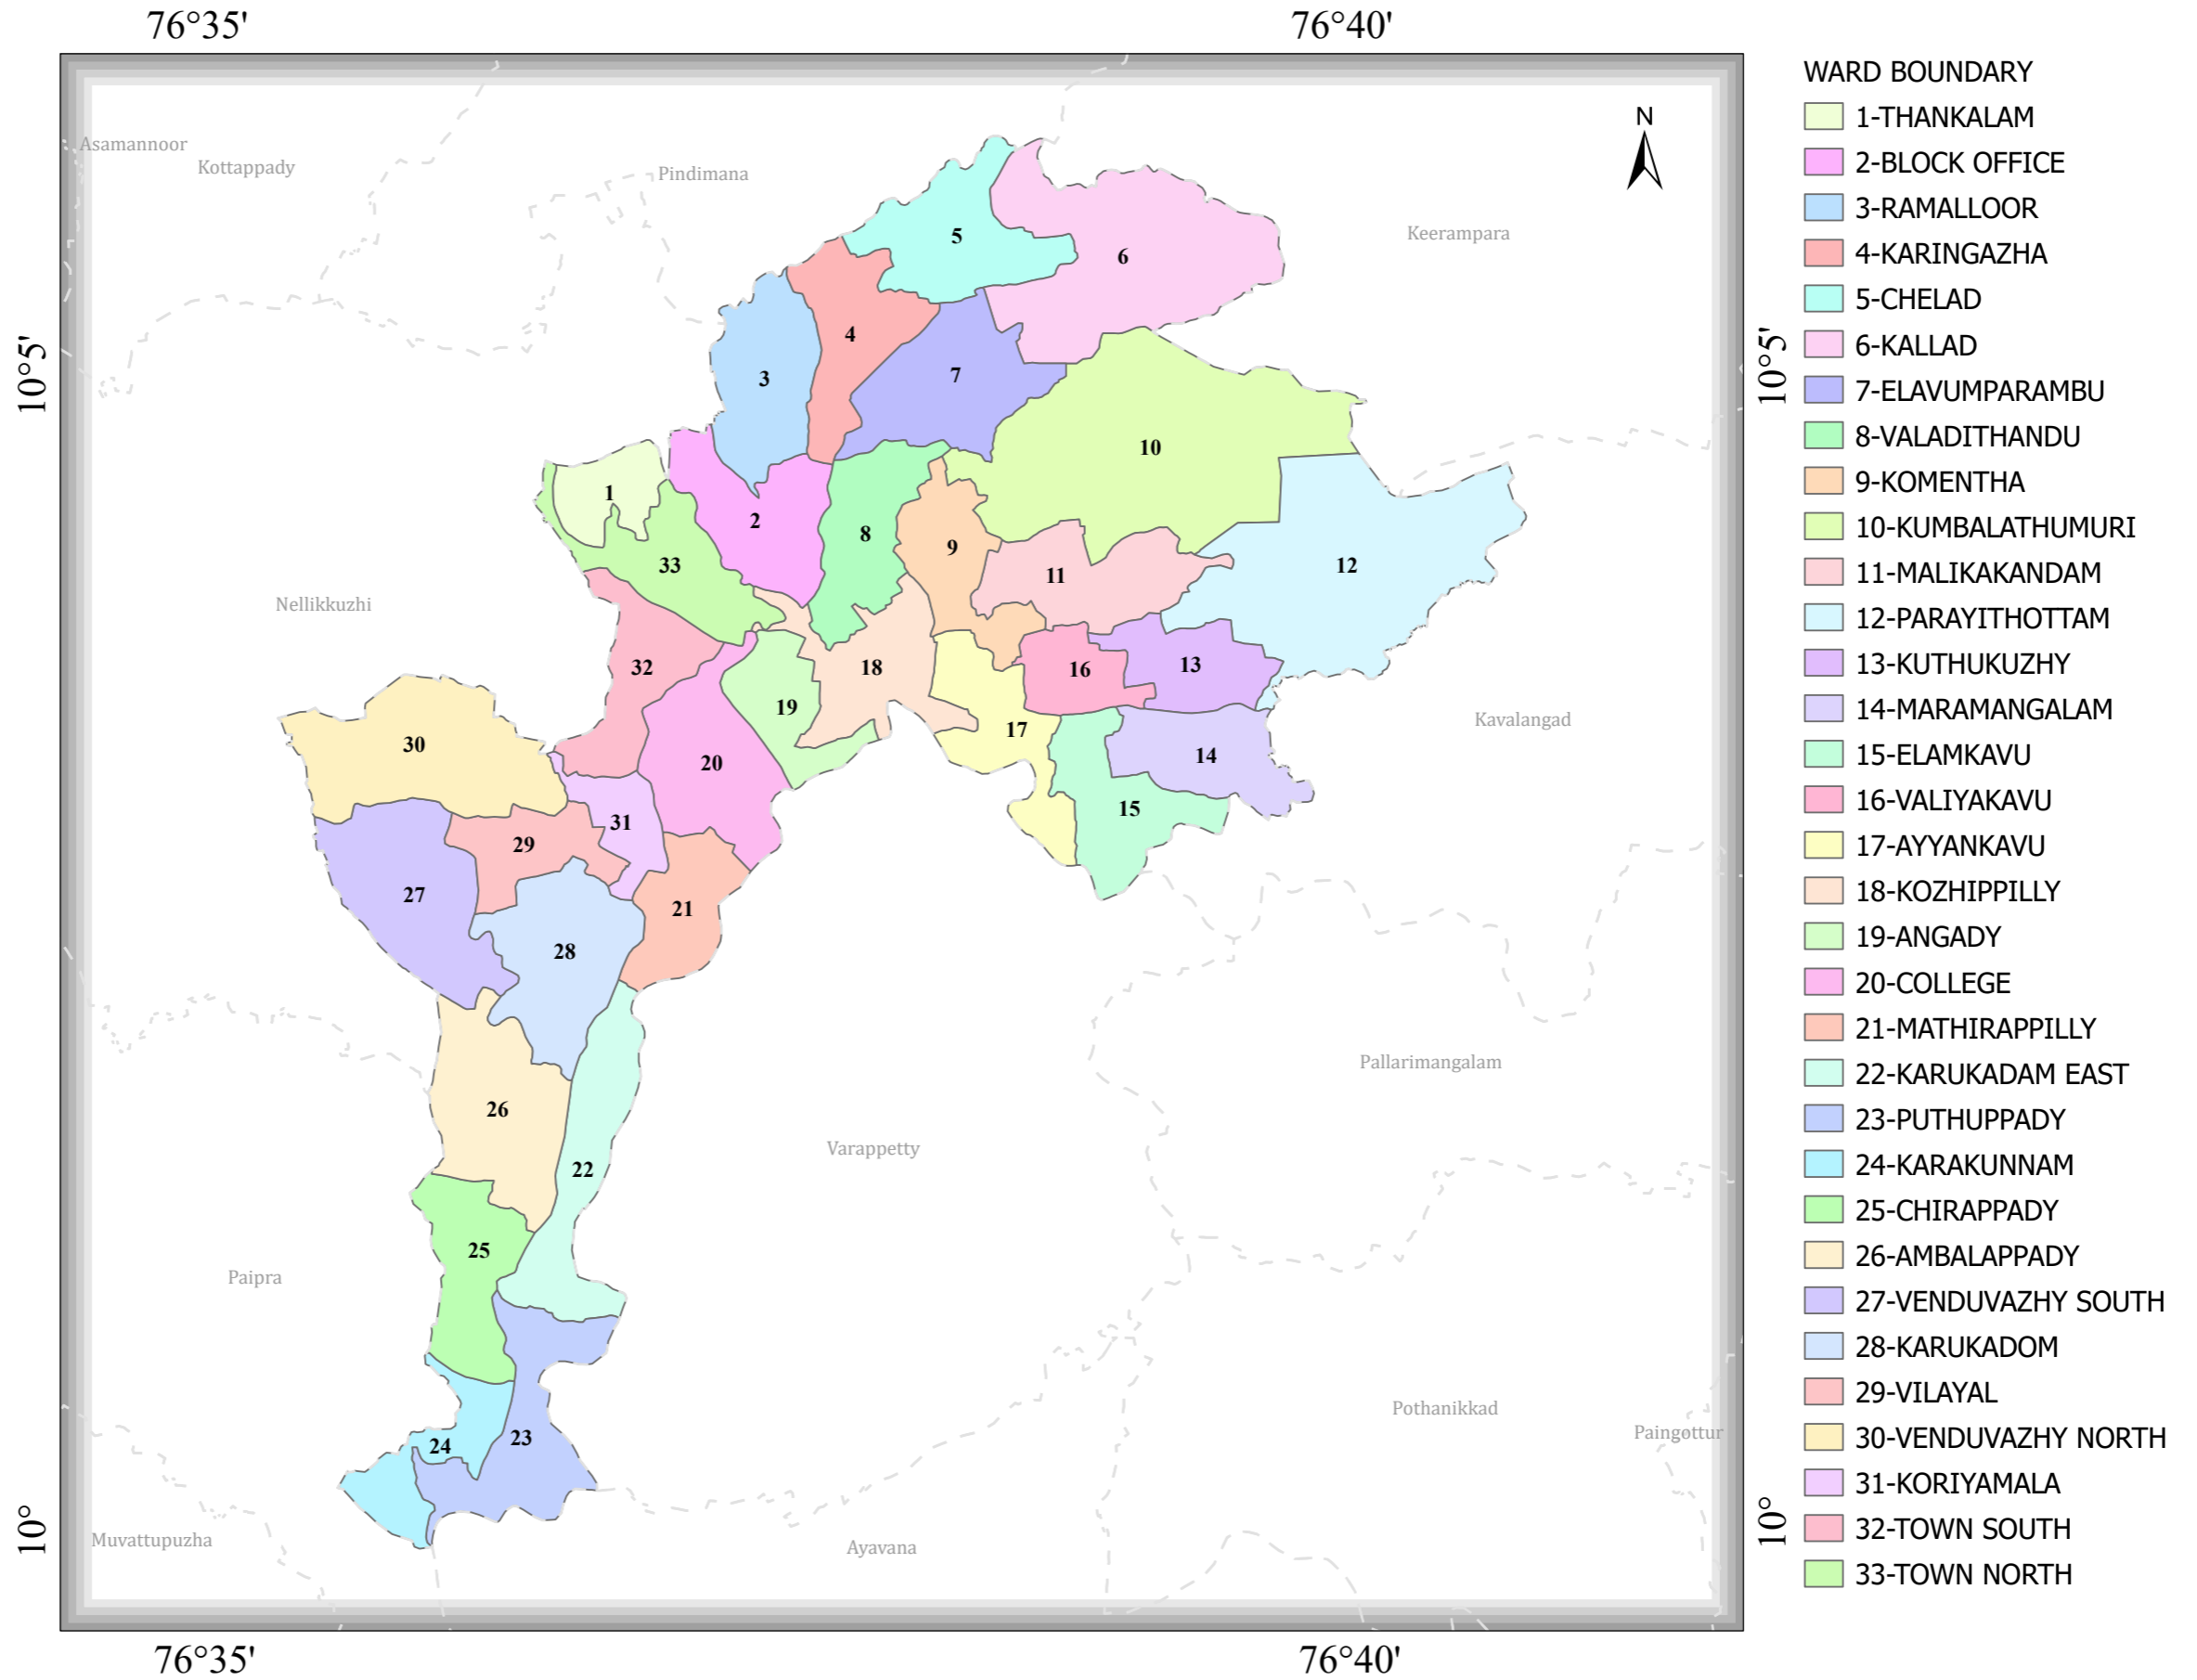 76°35'
76°40'
WARD BOUNDARY
1-THANKALAM
2-BLOCK OFFICE
3-RAMALLOOR
4-KARINGAZHA
5-CHELAD
6-KALLAD
7-ELAVUMPARAMBU
8-VALADITHANDU
9-KOMENTHA
10-KUMBALATHUMURI
11-MALIKAKANDAM
12-PARAYITHOTTAM
13-KUTHUKUZHY
14-MARAMANGALAM
15-ELAMKAVU
16-VALIYAKAVU
17-AYYANKAVU
18-KOZHIPPILLY
19-ANGADY
20-COLLEGE
21-MATHIRAPPILLY
22-KARUKADAM EAST
23-PUTHUPPADY
24-KARAKUNNAM
25-CHIRAPPADY
26-AMBALAPPADY
27-VENDUVAZHY SOUTH
28-KARUKADOM
29-VILAYAL
30-VENDUVAZHY NORTH
31-KORIYAMALA
32-TOWN SOUTH
33-TOWN NORTH
N
Asamannoor
Kottappady
Pindimana
Keerampara
5
6
10°5'
10°5'
4
7
3
10
1
2
8
9
12
33
11
Nellikkuzhi
32
18
16
13
19
Kavalangad
30
20
17
14
31
15
29
27
21
28
Pallarimangalam
26
Varappetty
22
25
Paipra
Pothanikkad
Paingottur
24
23
10°
10°
Muvattupuzha
Ayavana
76°35'
76°40'